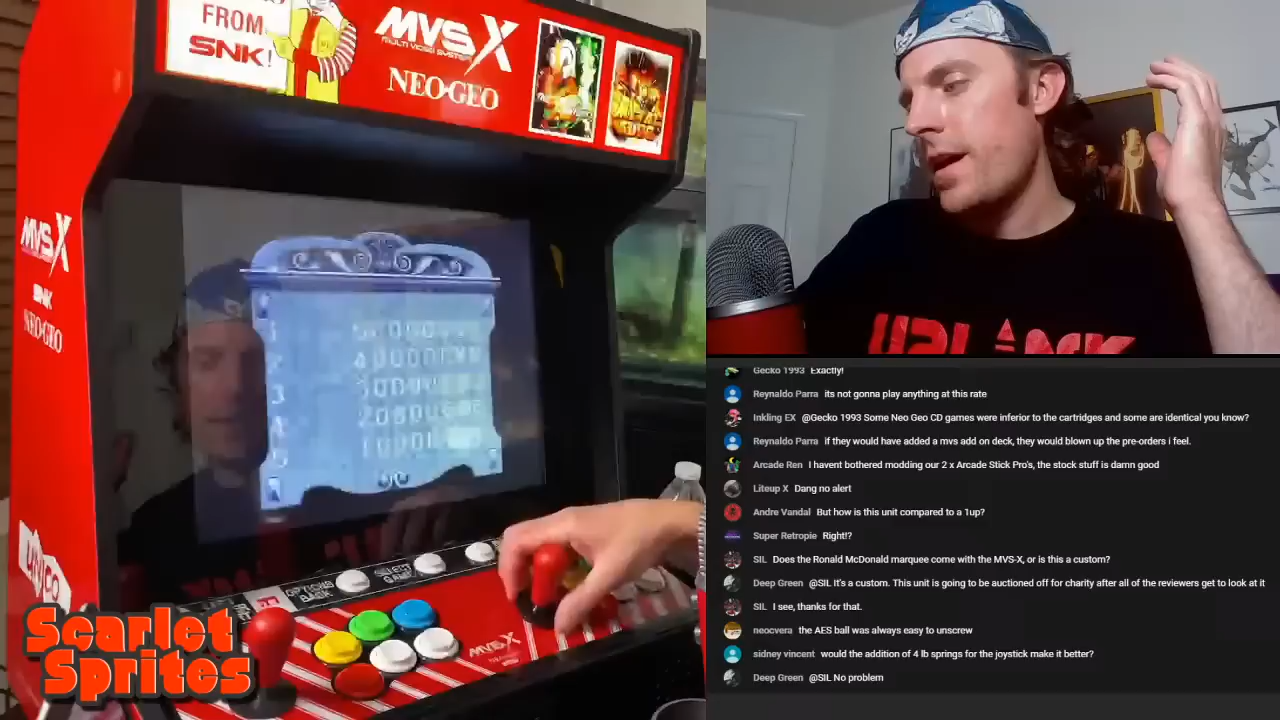 FROM
SNK!
MVSX
MULTI VIDEO SYSTEM
NEO·GEO
MVSX
SNK
NEO·GEO
OPTIONS
BACK
SELECT
GAME
MVSX
Scarlet
Sprites
Gecko 1993 Exactly!
Reynaldo Parra its not gonna play anything at this rate
Inkling EX @Gecko 1993 Some Neo Geo CD games were inferior to the cartridges and some are identical you know?
Reynaldo Parra if they would have added a mvs add on deck, they would blown up the pre-orders i feel.
Arcade Ren I havent bothered modding our 2 x Arcade Stick Pro's, the stock stuff is damn good
Liteup X Dang no alert
Andre Vandal But how is this unit compared to a 1up?
Super Retropie Right!?
SIL Does the Ronald McDonald marquee come with the MVS-X, or is this a custom?
Deep Green @SIL It's a custom. This unit is going to be auctioned off for charity after all of the reviewers get to look at it
SIL I see, thanks for that.
neocvera the AES ball was always easy to unscrew
sidney vincent would the addition of 4 lb springs for the joystick make it better?
Deep Green @SIL No problem